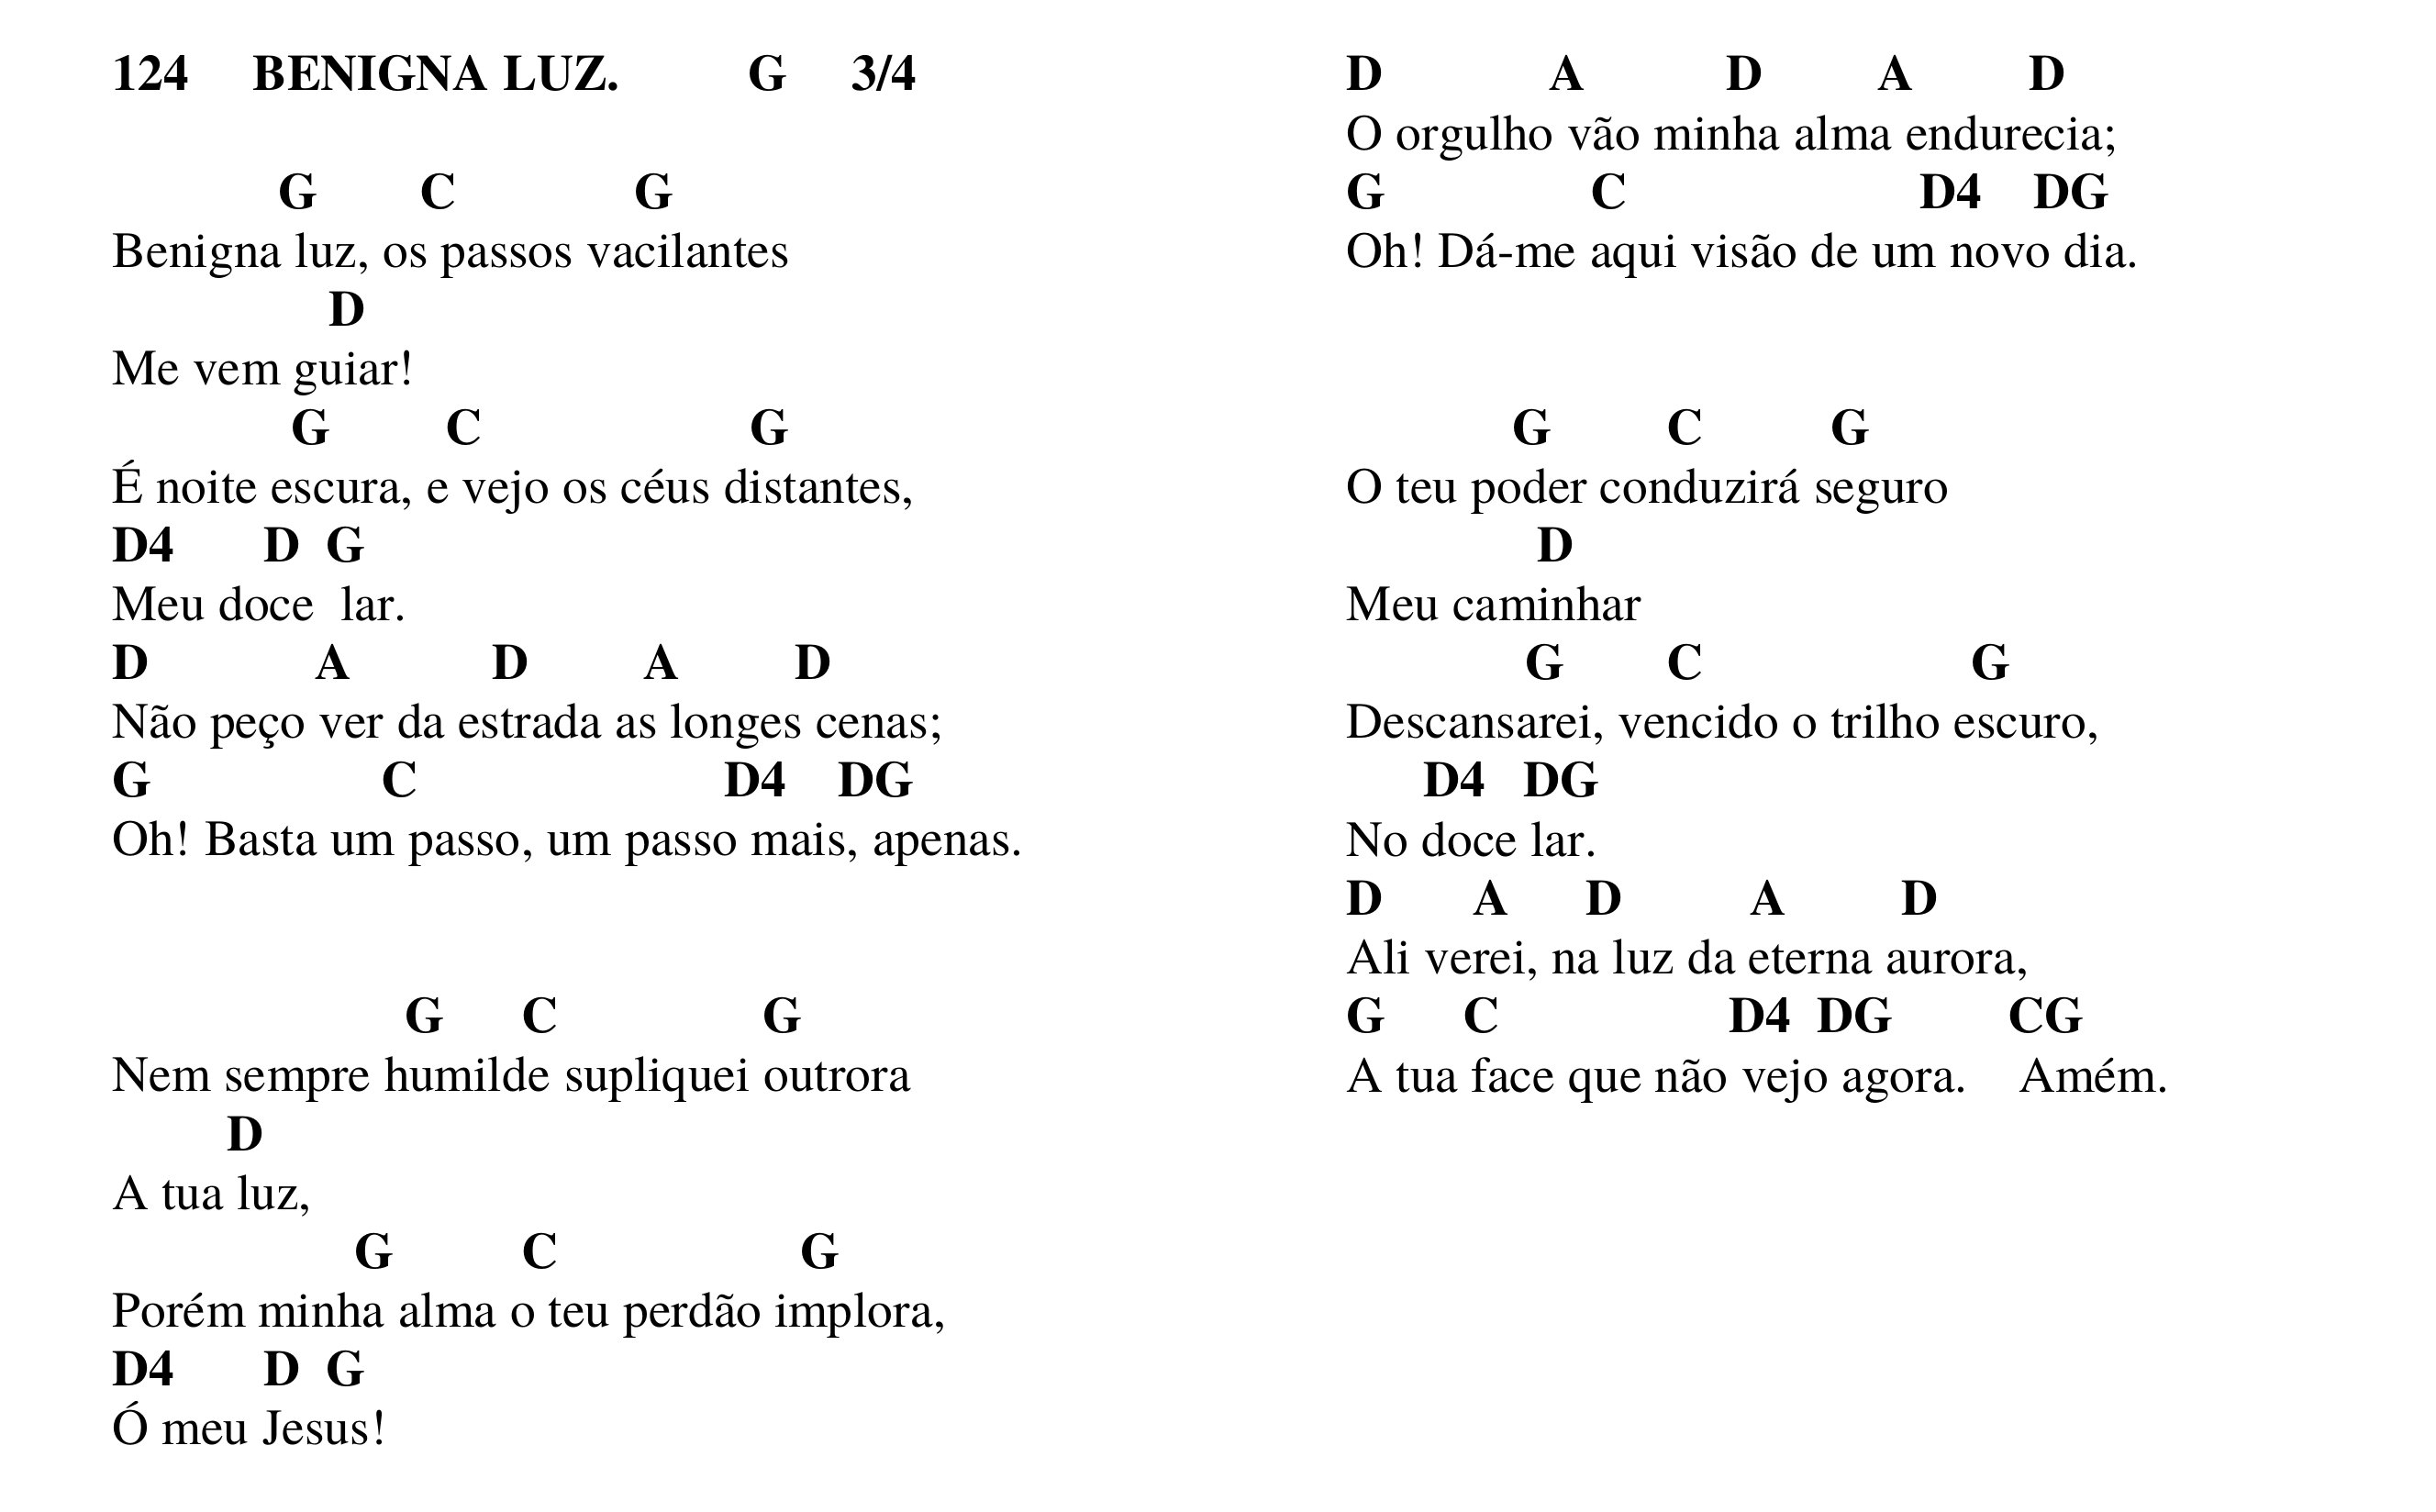 124 BENIGNA LUZ. G 3/4
G C G
Benigna luz, os passos vacilantes
D
Me vem guiar!
G C G
É noite escura, e vejo os céus distantes,
D4 D G
Meu doce lar.
D A D A D
Não peço ver da estrada as longes cenas;
G C D4 DG
Oh! Basta um passo, um passo mais, apenas.
G C G
Nem sempre humilde supliquei outrora
D
A tua luz,
G C G
Porém minha alma o teu perdão implora,
D4 D G
Ó meu Jesus!
D A D A D
O orgulho vão minha alma endurecia;
G C D4 DG
Oh! Dá-me aqui visão de um novo dia.
G C G
O teu poder conduzirá seguro
D
Meu caminhar
G C G
Descansarei, vencido o trilho escuro,
D4 DG
No doce lar.
D A D A D
Ali verei, na luz da eterna aurora,
G C D4 DG CG
A tua face que não vejo agora. Amém.